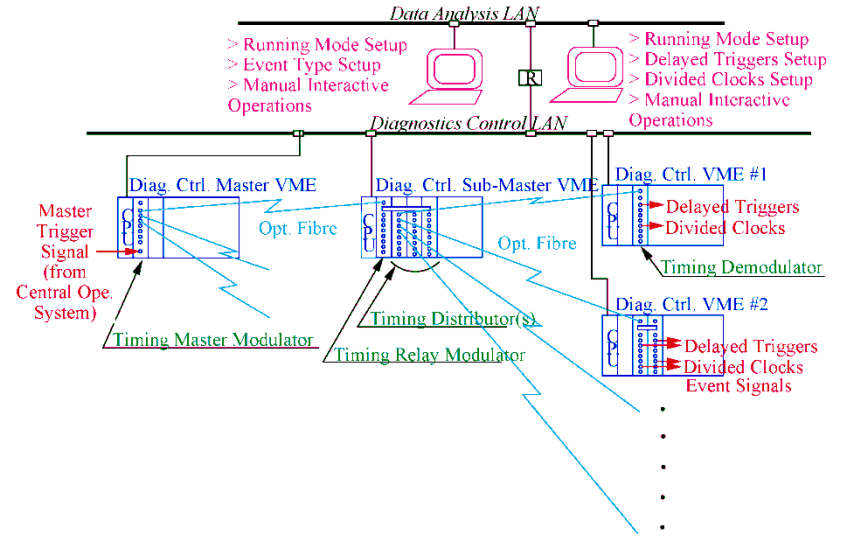 Data Analysis LAN
> Running Mode Setup
> Event Type Setup
> Manual Interactive
Operations
R
> Running Mode Setup
> Delayed Triggers Setup
> Divided Clocks Setup
> Manual Interactive
Operations
Diagnostics Control LAN
Diag. Ctrl. Master VME
CPU
Master
Trigger
Signal
(from
Central Ope.
System)
Timing Master Modulator
Opt. Fibre
Diag. Ctrl. Sub-Master VME
CPU
Opt. Fibre
Timing Distributor(s)
Timing Relay Modulator
Diag. Ctrl. VME #1
CPU
Delayed Triggers
Divided Clocks
Timing Demodulator
Diag. Ctrl. VME #2
CPU
Delayed Triggers
Divided Clocks
Event Signals